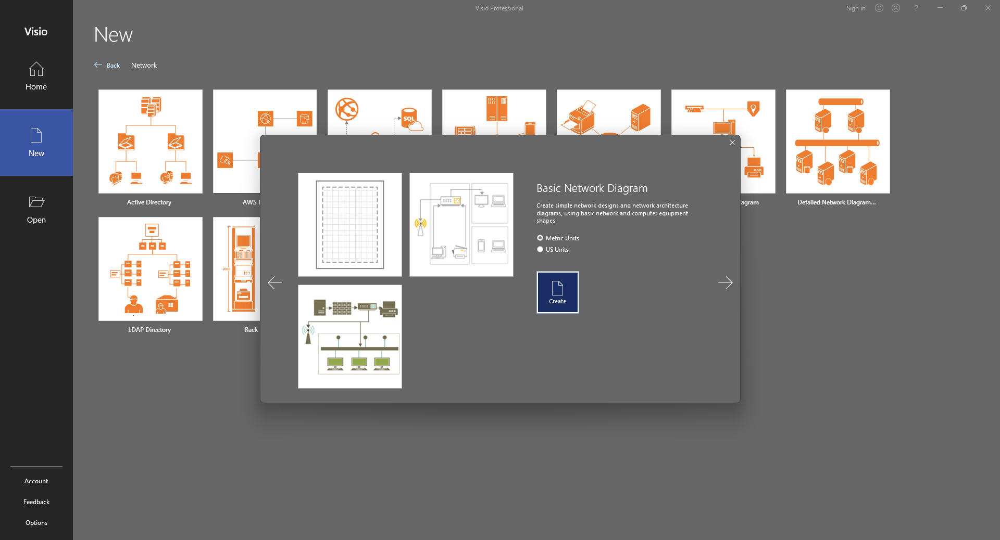 Visio Professional
Sign in
Visio
New
Back
Network
Home
New
Open
SQL
Active Directory
AWS
agram
Detailed Network Diagram...
LDAP Directory
Rack
Basic Network Diagram
Create simple network designs and network architecture
diagrams, using basic network and computer equipment
shapes.
Metric Units
US Units
Create
Account
Feedback
Options